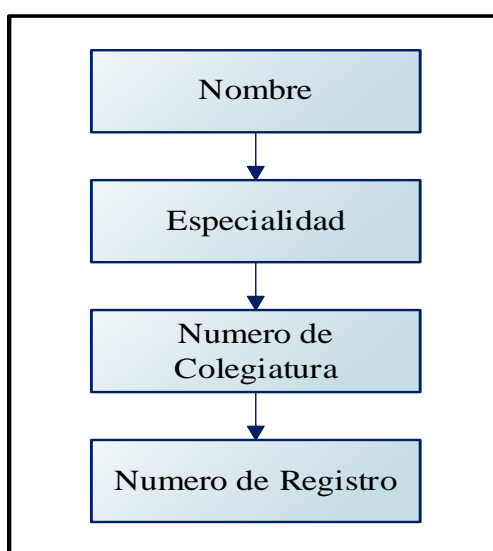 Nombre
Especialidad
Numero de
Colegiatura
Numero de Registro